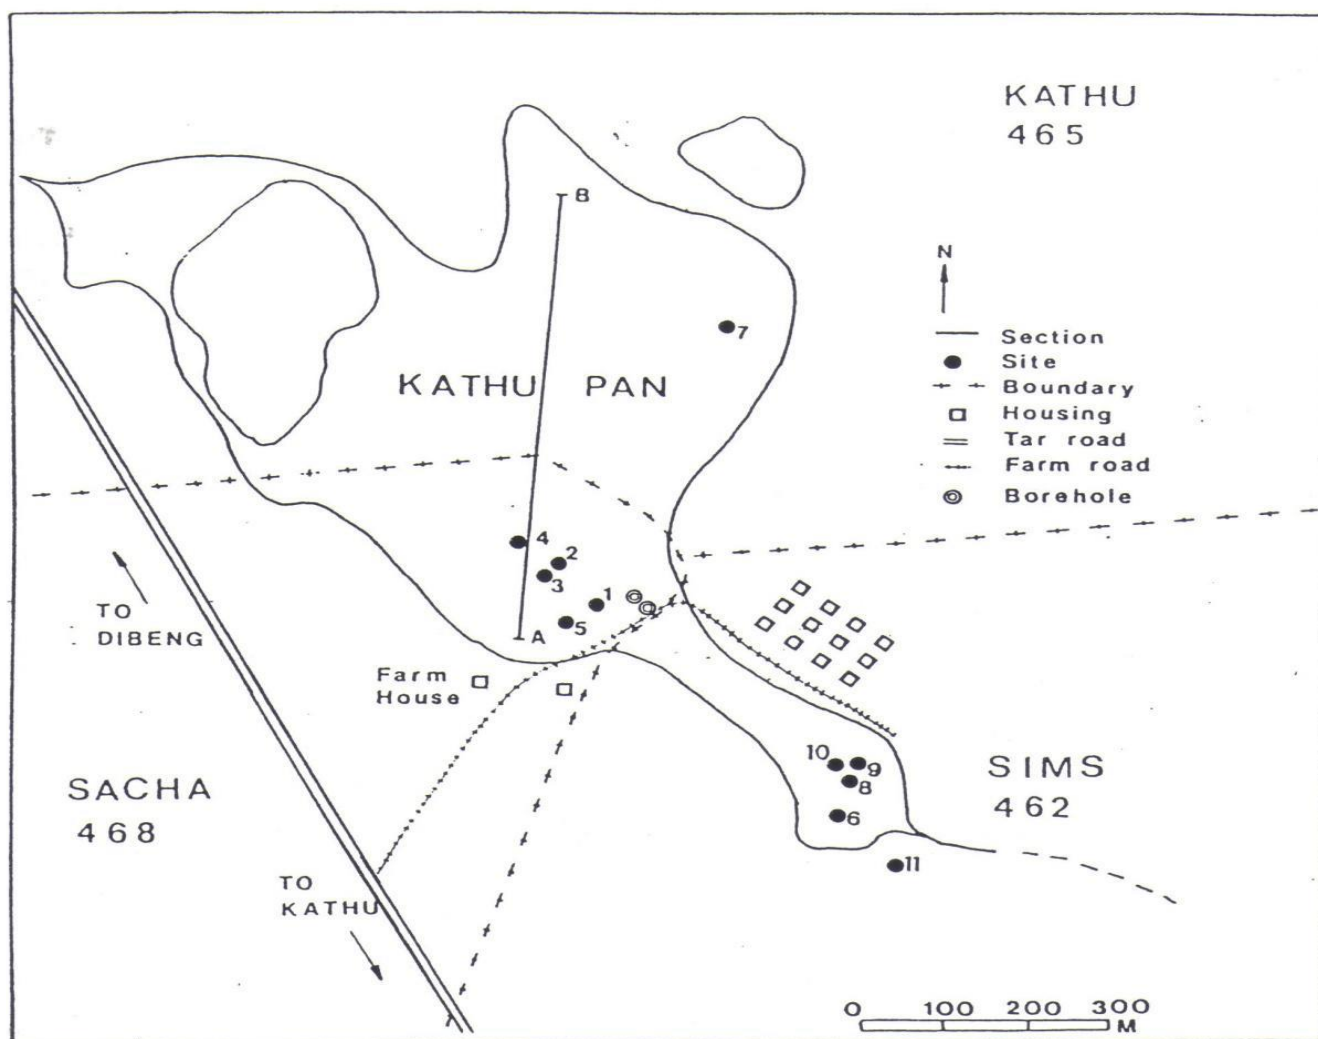 KATHU
465
B
N
7
Section
Site
Boundary
Housing
Tar road
Farm road
Borehole
KATHU PAN
4
2
3
1
5
A
TO
DIBENG
Farm
House
10
9
8
6
11
SIMS
462
SACHA
468
TO
KATHU
0 100 200 300
M